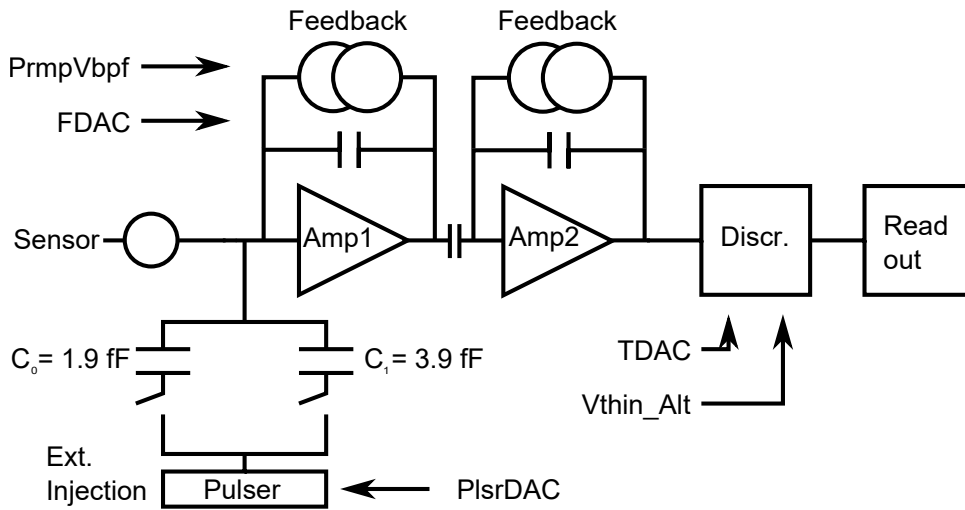 Feedback
Feedback
PrmpVbpf
FDAC
Sensor
Amp1
Amp2
Discr.
Read
out
C₀= 1.9 fF
C₁= 3.9 fF
TDAC
Vthin_Alt
Ext.
Injection
Pulser
PlsrDAC